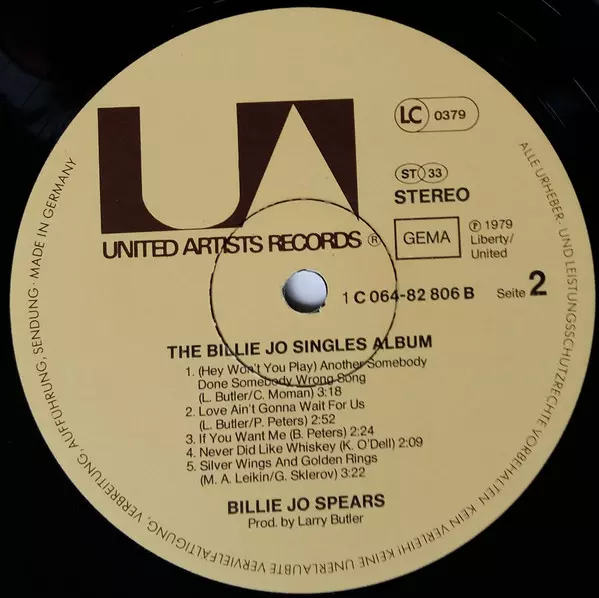 UA
UNITED ARTISTS RECORDS ®
LC 0379
ST 33
STEREO
GEMA
℗ 1979
Liberty/
United
1 C 064-82 806 B
Seite 2
THE BILLIE JO SINGLES ALBUM
1. (Hey Won't You Play) Another Somebody
Done Somebody Wrong Song
(L. Butler/C. Moman) 3:18
2. Love Ain't Gonna Wait For Us
(L. Butler/P. Peters) 2:52
3. If You Want Me (B. Peters) 2:24
4. Never Did Like Whiskey (K. O'Dell) 2:09
5. Silver Wings And Golden Rings
(M. A. Leikin/G. Sklerov) 3:22
BILLIE JO SPEARS
Prod. by Larry Butler
ALLE URHEBER- UND LEISTUNGSSCHUTZRECHTE VORBEHALTEN KEIN VERLEIH! KEINE UNERLAUBTE VERVIELFÄLTIGUNG, VERBREITUNG, AUFFÜHRUNG, SENDUNG · MADE IN GERMANY